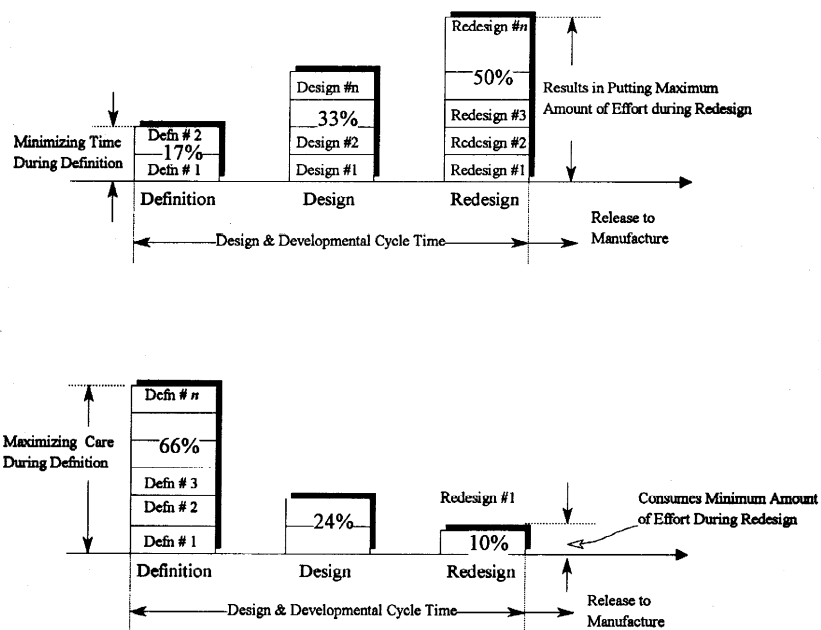 Redesign #n
50%
Redesign #3
Redesign #2
Redesign #1
Redesign
Design #n
33%
Design #2
Design #1
Design
Defn # 2
17%
Defn # 1
Definition
Minimizing Time
During Definition
Results in Putting Maximum
Amount of Effort during Redesign
Design & Developmental Cycle Time
Release to
Manufacture
Defn # n
66%
Defn # 3
Defn # 2
Defn # 1
Definition
Maximizing Care
During Defnition
24%
Design
Redesign #1
10%
Redesign
Consumes Minimum Amount
of Effort During Redesign
Design & Developmental Cycle Time
Release to
Manufacture